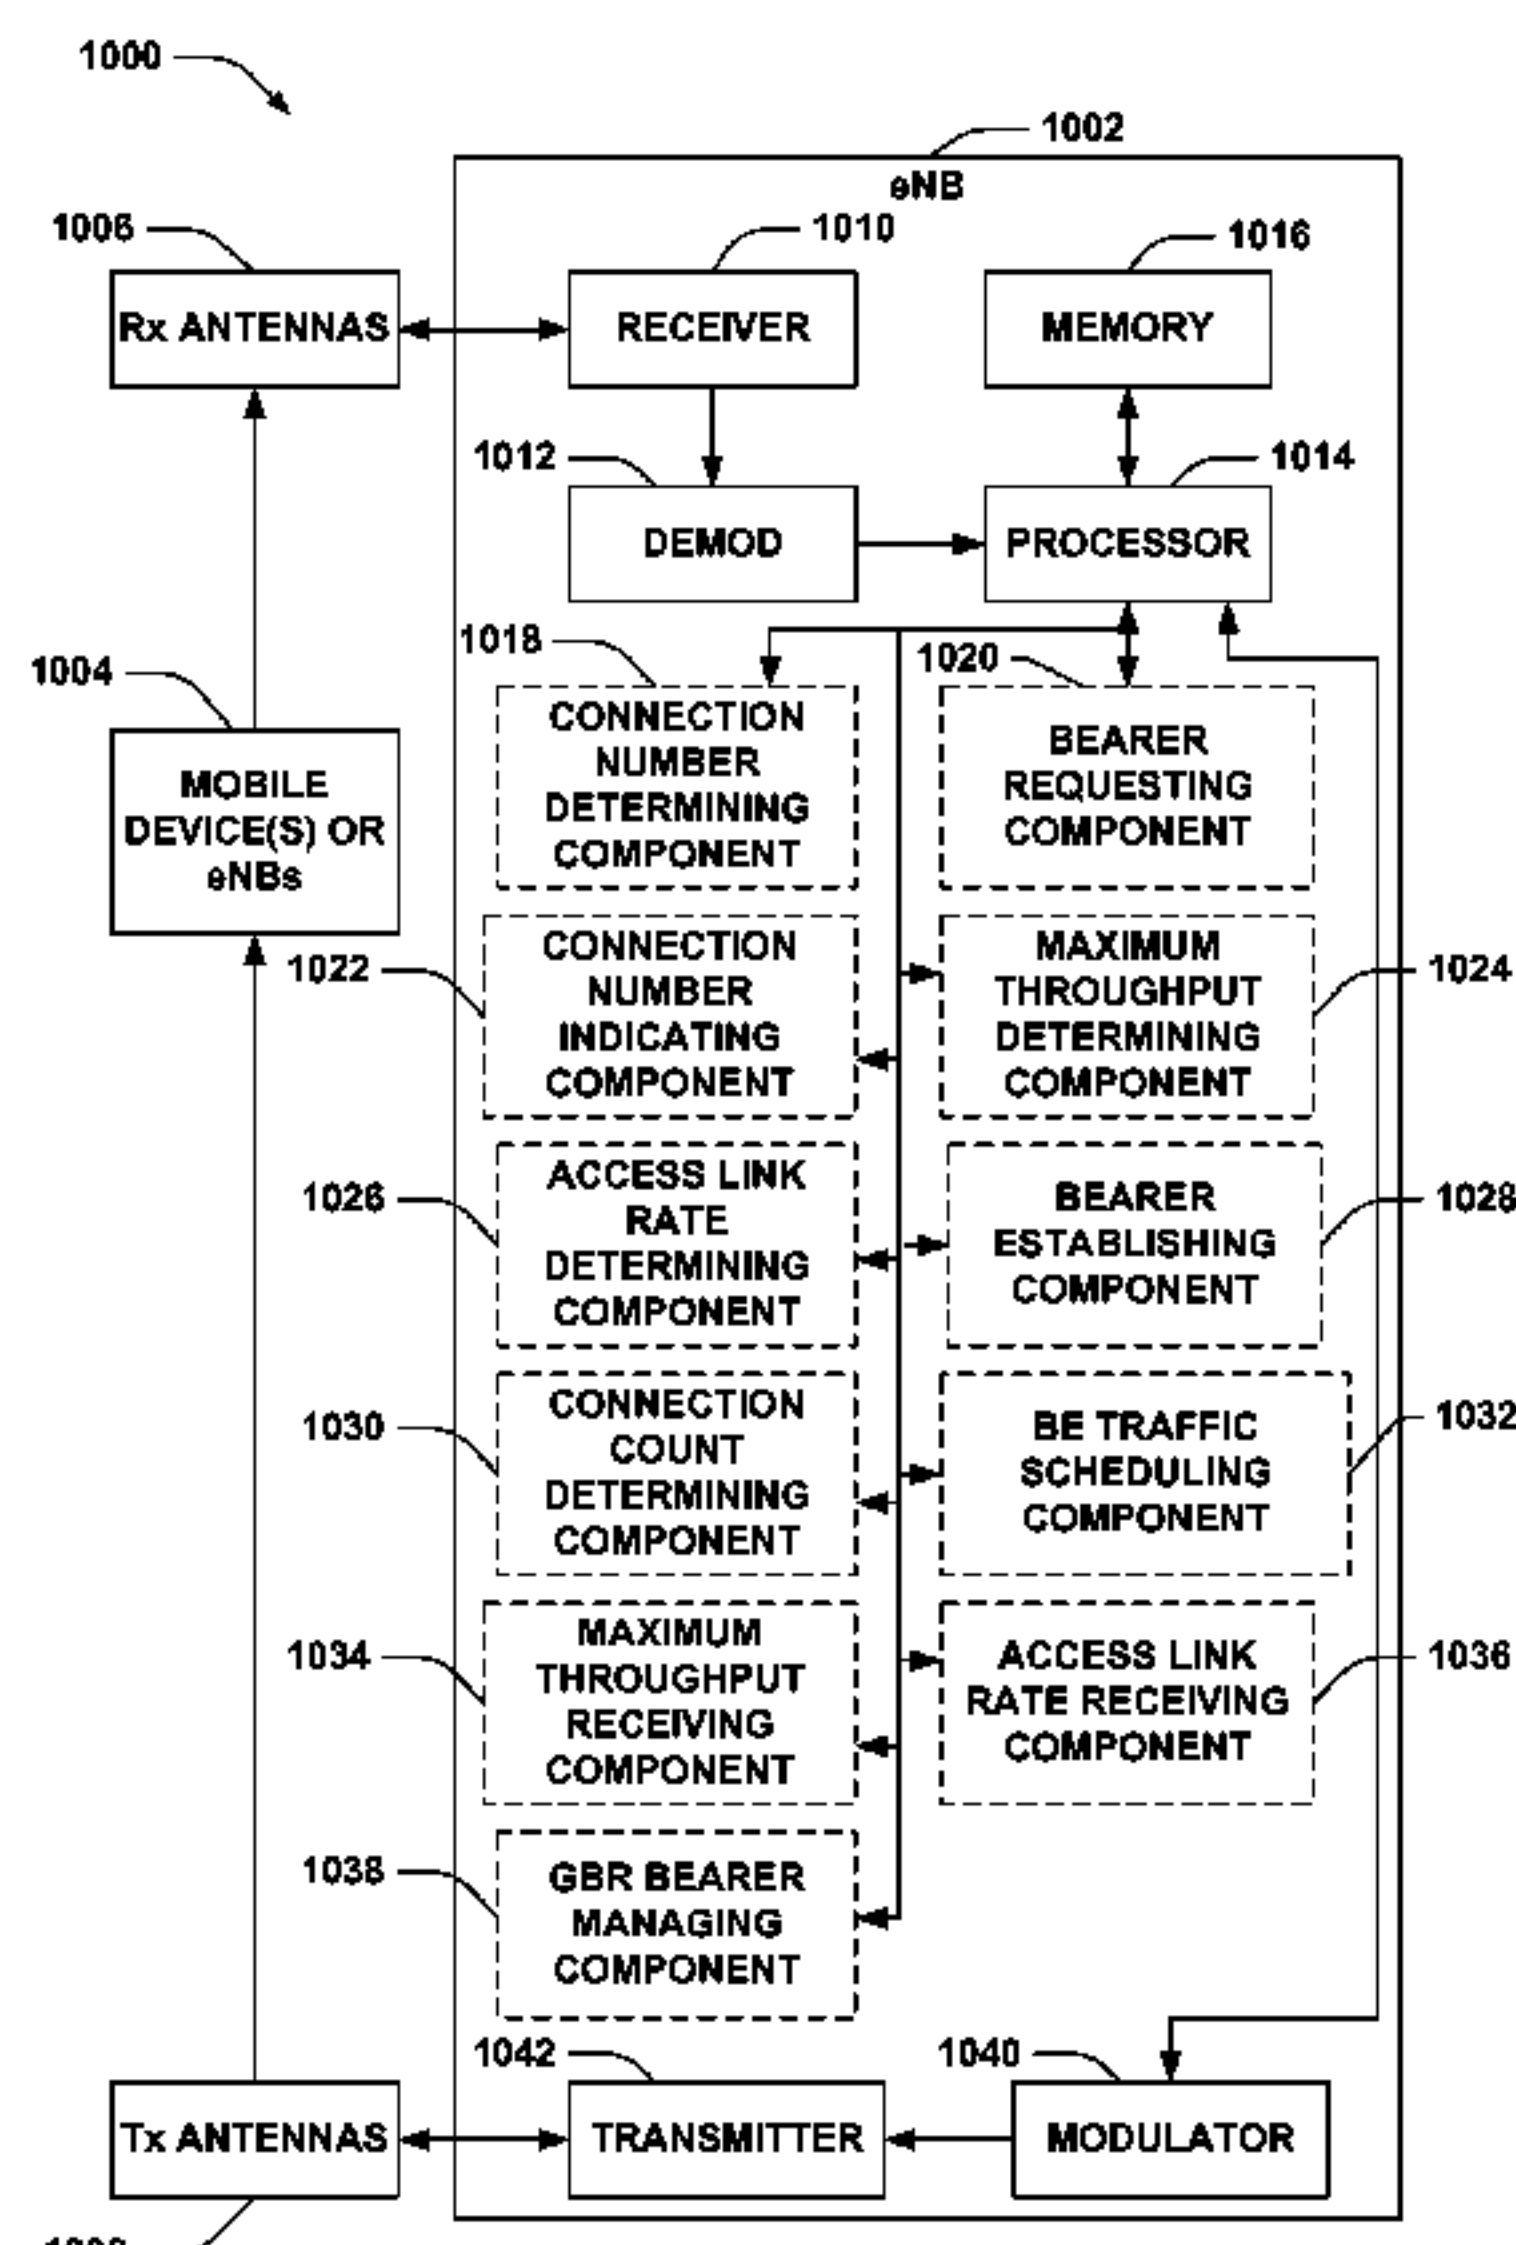 1000
1002
eNB
1006
1010
1016
Rx ANTENNAS
RECEIVER
MEMORY
1012
1014
DEMOD
PROCESSOR
1018
1020
1004
CONNECTION
NUMBER
DETERMINING
COMPONENT
BEARER
REQUESTING
COMPONENT
MOBILE
DEVICE(S) OR
eNBs
1022
CONNECTION
NUMBER
INDICATING
COMPONENT
MAXIMUM
THROUGHPUT
DETERMINING
COMPONENT
1024
1026
ACCESS LINK
RATE
DETERMINING
COMPONENT
BEARER
ESTABLISHING
COMPONENT
1028
1030
CONNECTION
COUNT
DETERMINING
COMPONENT
BE TRAFFIC
SCHEDULING
COMPONENT
1032
1034
MAXIMUM
THROUGHPUT
RECEIVING
COMPONENT
ACCESS LINK
RATE RECEIVING
COMPONENT
1036
1038
GBR BEARER
MANAGING
COMPONENT
1042
1040
Tx ANTENNAS
TRANSMITTER
MODULATOR